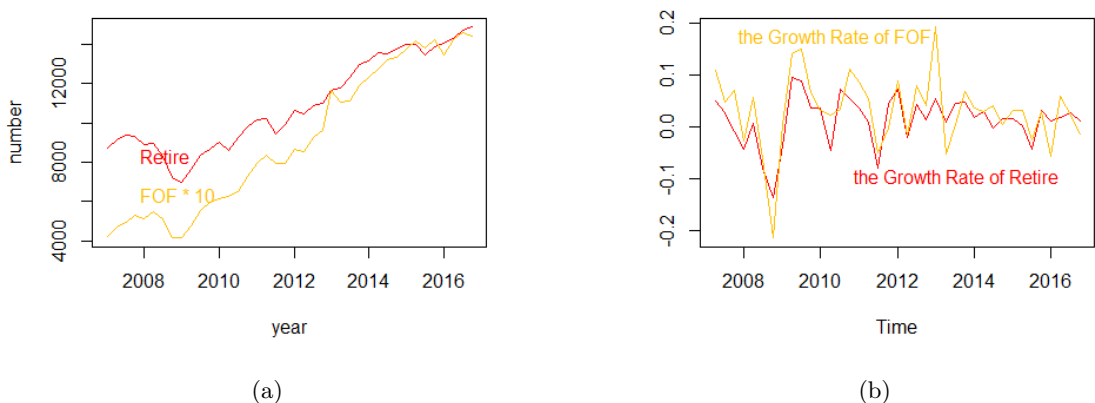 number
12000
8000
4000
Retire
FOF * 10
2008
2010
2012
2014
2016
year
(a)
0.2
0.1
0.0
-0.1
-0.2
the Growth Rate of FOF
the Growth Rate of Retire
2008
2010
2012
2014
2016
Time
(b)